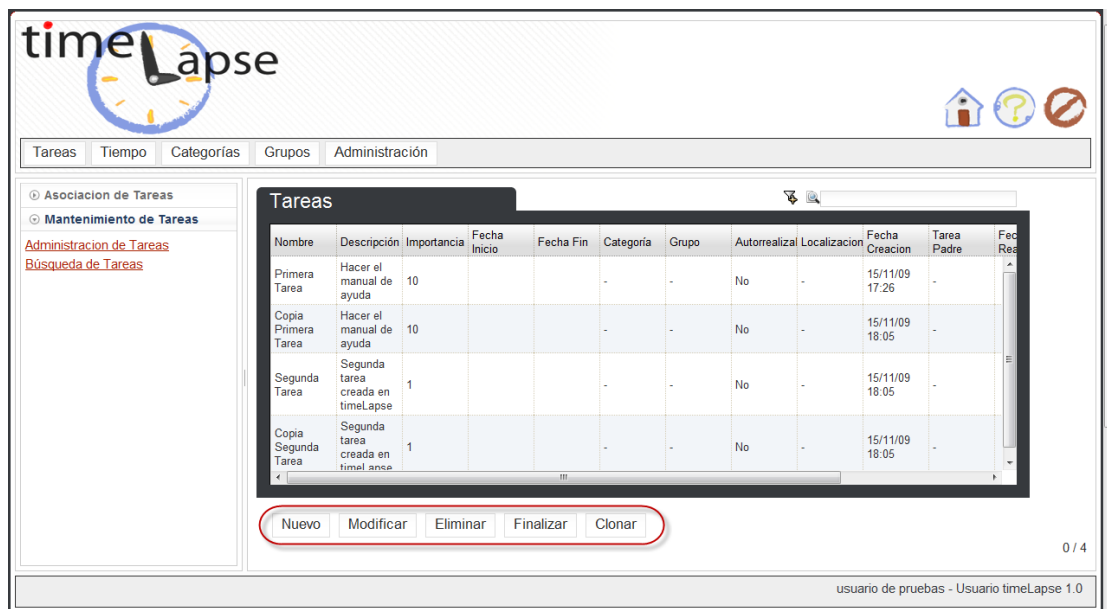 timeLapse
Tareas Tiempo Categorías Grupos Administración
Asociacion de Tareas
Mantenimiento de Tareas
Administracion de Tareas
Búsqueda de Tareas
Tareas
Nombre Descripción Importancia Fecha Inicio Fecha Fin Categoría Grupo Autorrealizal Localizacion Fecha Creacion Tarea Padre Fec Rea
Primera Tarea Hacer el manual de ayuda 10 - - No - 15/11/09 17:26 -
Copia Primera Tarea Hacer el manual de ayuda 10 - - No - 15/11/09 18:05 -
Segunda Tarea Segunda tarea creada en timeLapse 1 - - No - 15/11/09 18:05 -
Copia Segunda Tarea Segunda tarea creada en timeLapse 1 - - No - 15/11/09 18:05 -
Nuevo Modificar Eliminar Finalizar Clonar
0 / 4
usuario de pruebas - Usuario timeLapse 1.0